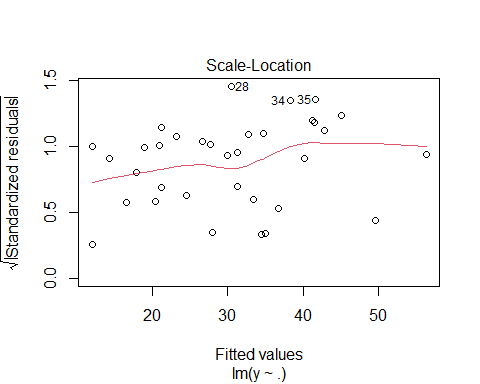 Scale-Location
√|Standardized residuals|
1.5
1.0
0.5
0.0
28
34
35
20
30
40
50
Fitted values
lm(y ~ .)